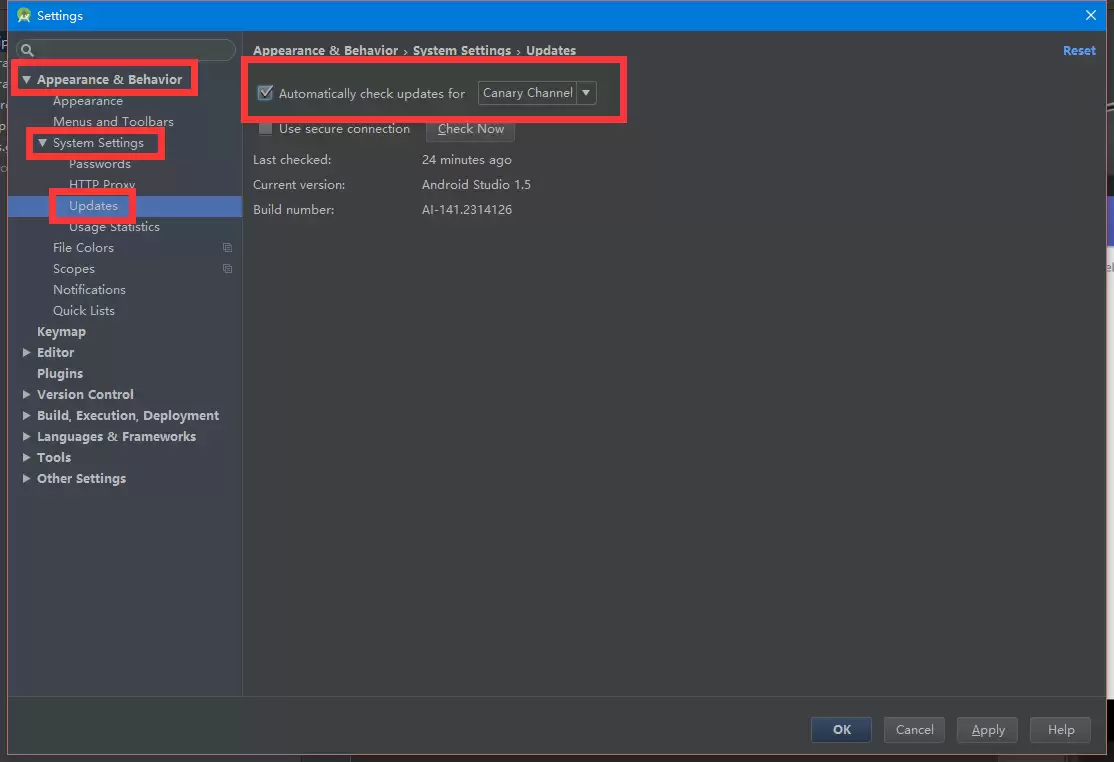 Settings
Appearance & Behavior
Appearance
Menus and Toolbars
System Settings
Passwords
HTTP Proxy
Updates
Usage Statistics
File Colors
Scopes
Notifications
Quick Lists
Keymap
Editor
Plugins
Version Control
Build, Execution, Deployment
Languages & Frameworks
Tools
Other Settings
Appearance & Behavior › System Settings › Updates
Reset
Automatically check updates for Canary Channel
Use secure connection Check Now
Last checked: 24 minutes ago
Current version: Android Studio 1.5
Build number: AI-141.2314126
OK Cancel Apply Help